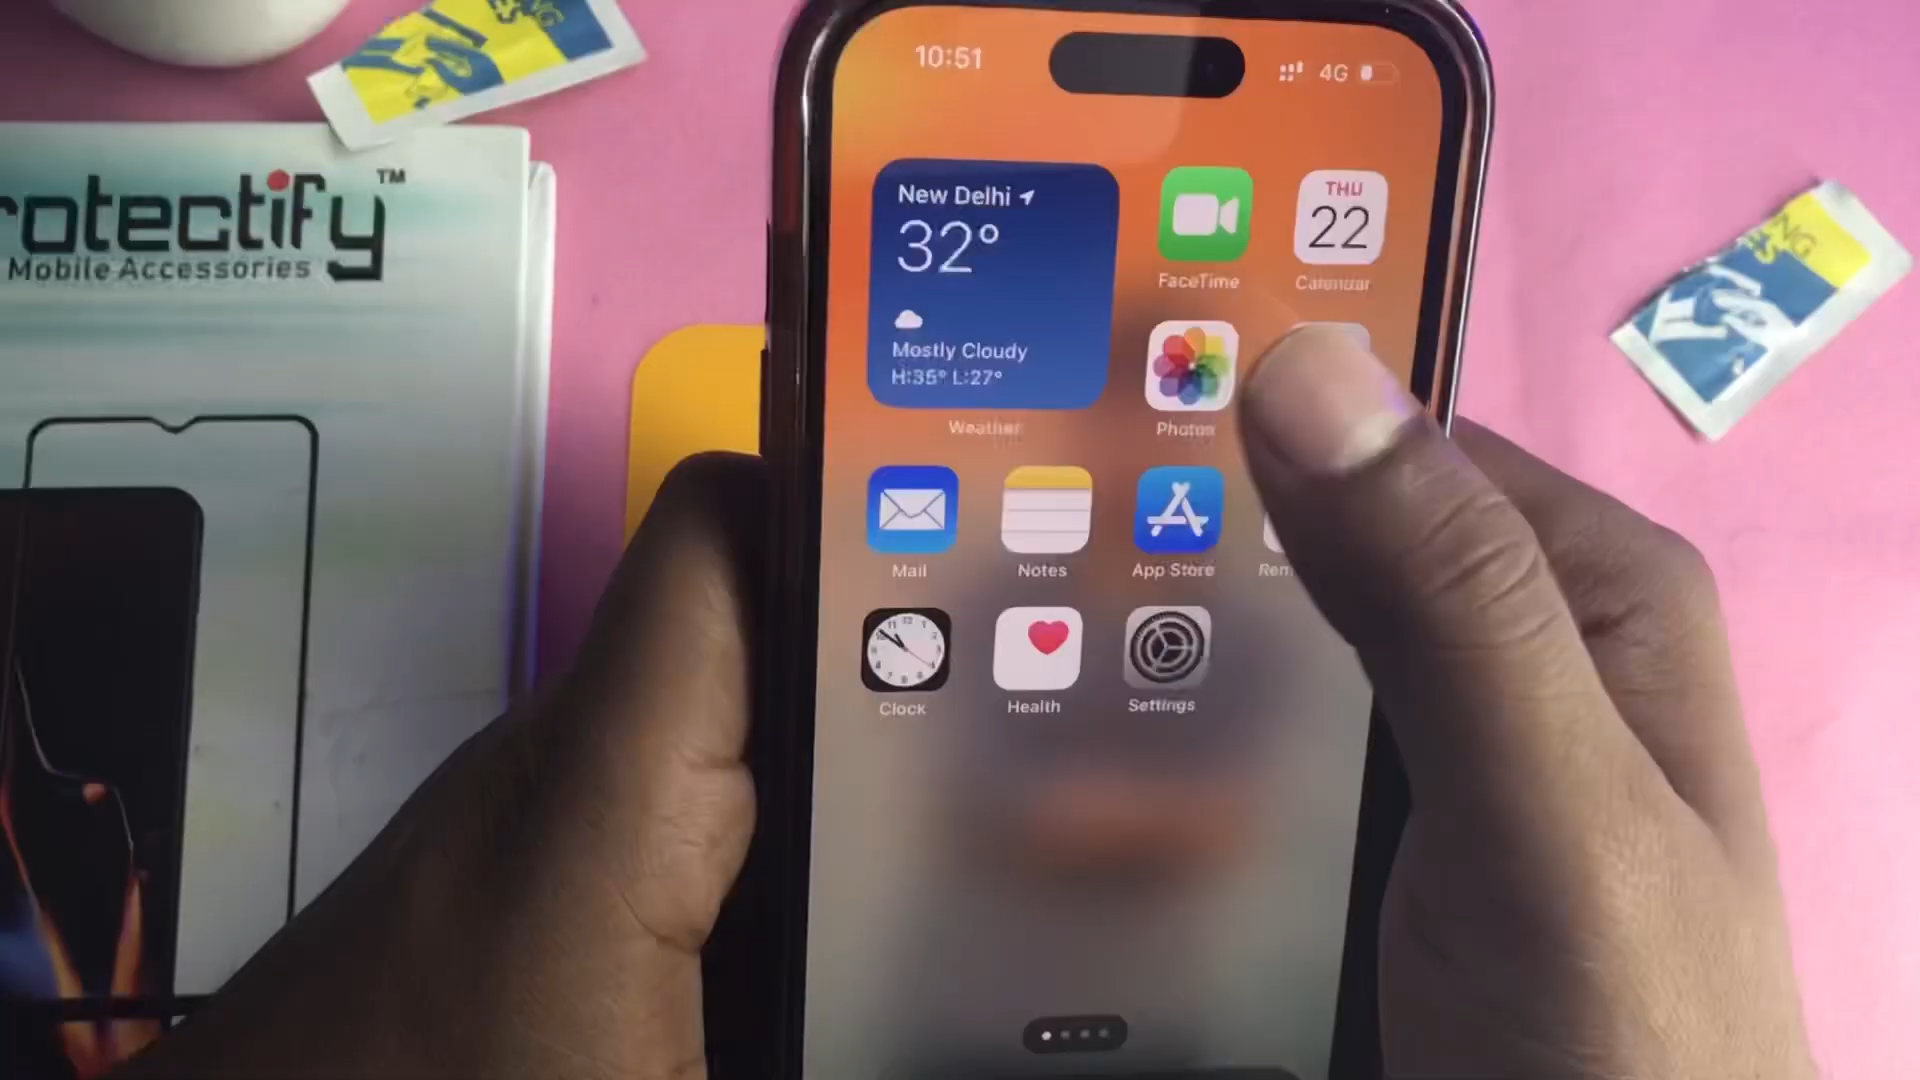 10:51
4G
rotectify™
Mobile Accessories
New Delhi
32°
Mostly Cloudy
H:35° L:27°
Weather
FaceTime
THU
22
Calendar
Photos
Mail
Notes
App Store
Rem
Clock
Health
Settings